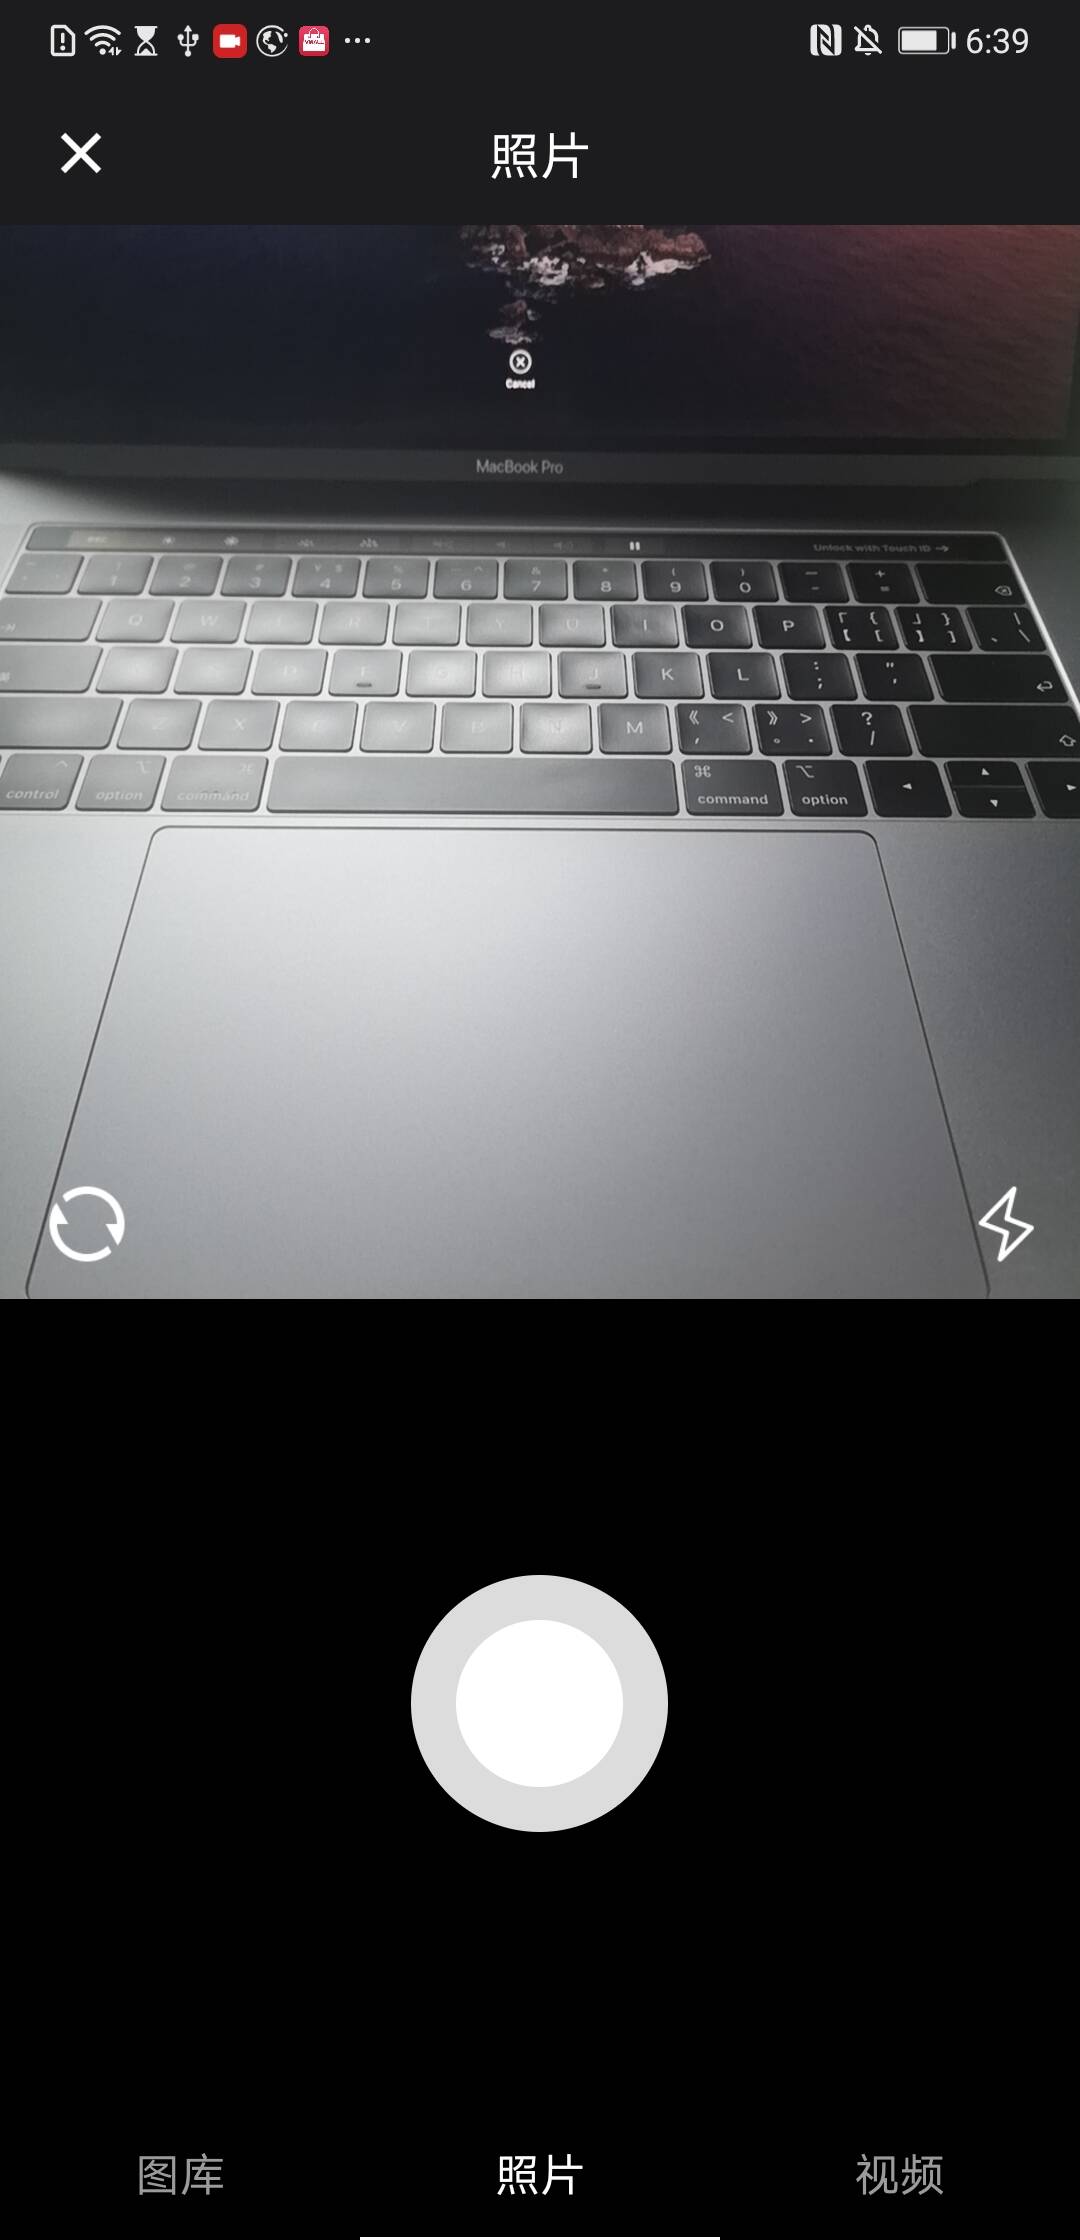 6:39
照片
Cancel
MacBook Pro
esc
Unlock with Touch ID
1 2 3 4 5 6 7 8 9 0 - =
Q W R T Y U I O P
D F G H J K L ; '
Z X C V B N M , . /
control option command command option
图库 照片 视频